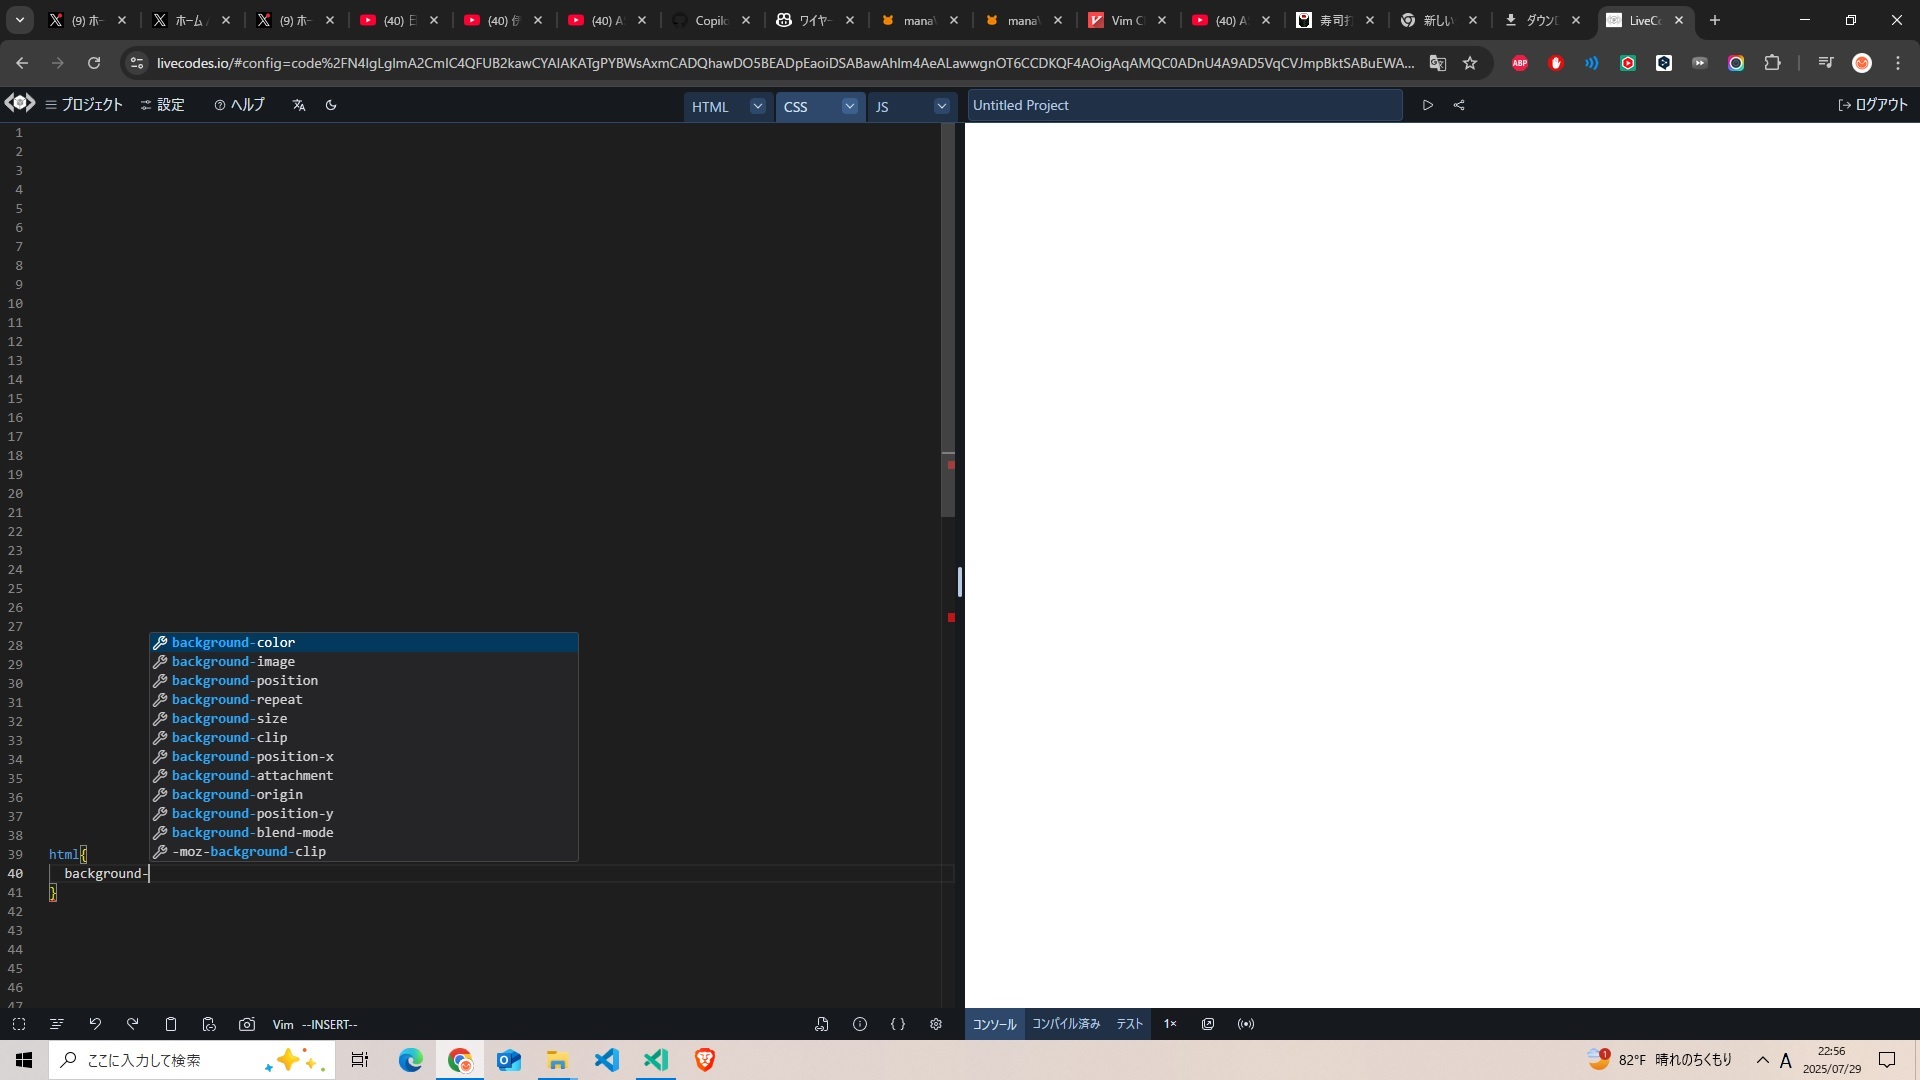 (9) ホー
ホーム /
(9) ホー
(40) E
(40) 
(40) A
Copilo
ワイヤー
mana\
mana\
Vim C
(40) A
寿司打
新しい
ダウン
LiveCo
livecodes.io/#config=code%2FN4IgLgIgImA2CmIC4QFUB2kawCYAIAKATgPYBWsAxmCADQhawDO5BEADpEaoiDSABawAhIm4AeALawwgnOT6CCDKQF4AOigAqAMQC0ADnU4A9AD5VqCVJmpBktSABuEWA...
ABP
プロジェクト
設定
ヘルプ
HTML
CSS
JS
Untitled Project
ログアウト
1
2
3
4
5
6
7
8
9
10
11
12
13
14
15
16
17
18
19
20
21
22
23
24
25
26
27
28
29
30
31
32
33
34
35
36
37
38
background-color
background-image
background-position
background-repeat
background-size
background-clip
background-position-x
background-attachment
background-origin
background-position-y
background-blend-mode
-moz-background-clip
39 html{
40 background-
41 }
42
43
44
45
46
47
Vim --INSERT--
コンソール
コンパイル済み
テスト
1×
ここに入力して検索
1
82°F 晴れのちくもり
A
22:56
2025/07/29